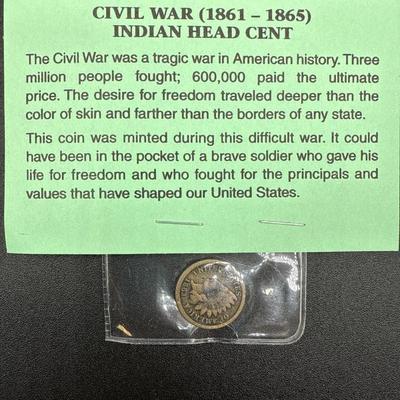 CIVIL WAR (1861 – 1865)
INDIAN HEAD CENT
The Civil War was a tragic war in American history. Three
million people fought; 600,000 paid the ultimate
price. The desire for freedom traveled deeper than the
color of skin and farther than the borders of any state.
This coin was minted during this difficult war. It could
have been in the pocket of a brave soldier who gave his
life for freedom and who fought for the principals and
values that have shaped our United States.